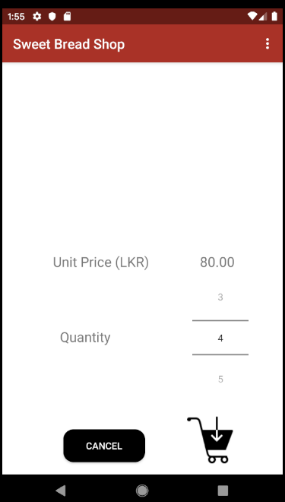 1:55
Sweet Bread Shop
Unit Price (LKR) 80.00
3
Quantity 4
5
CANCEL